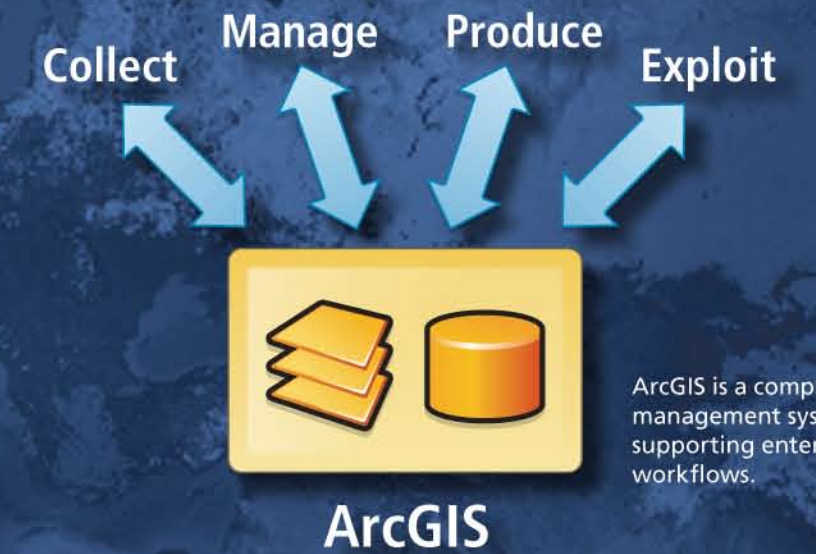 Collect
Manage
Produce
Exploit
ArcGIS is a comp
management sys
supporting enter
workflows.
ArcGIS